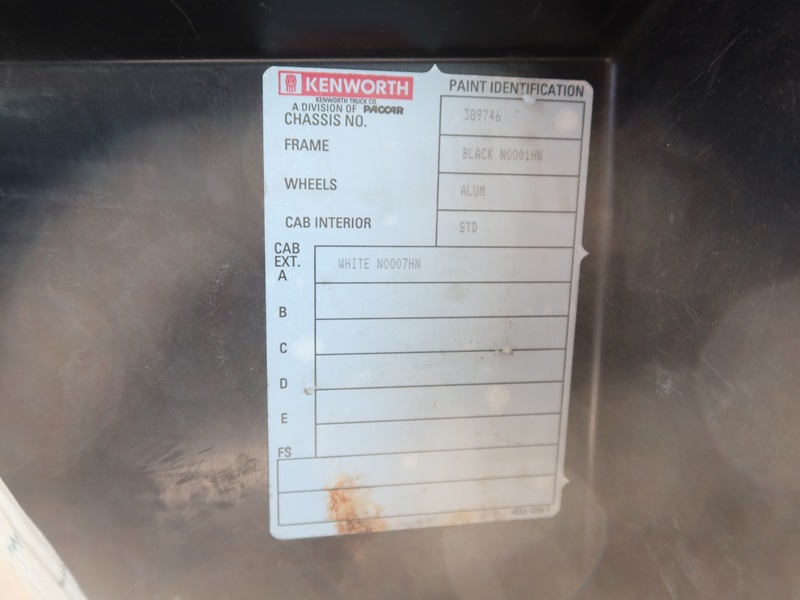 KENWORTH
KENWORTH TRUCK CO.
A DIVISION OF PACCAR
PAINT IDENTIFICATION
CHASSIS NO. 389746
FRAME BLACK N0001HN
WHEELS ALUM
CAB INTERIOR STD
CAB
EXT.
A WHITE N0007HN
B
C
D
E
FS